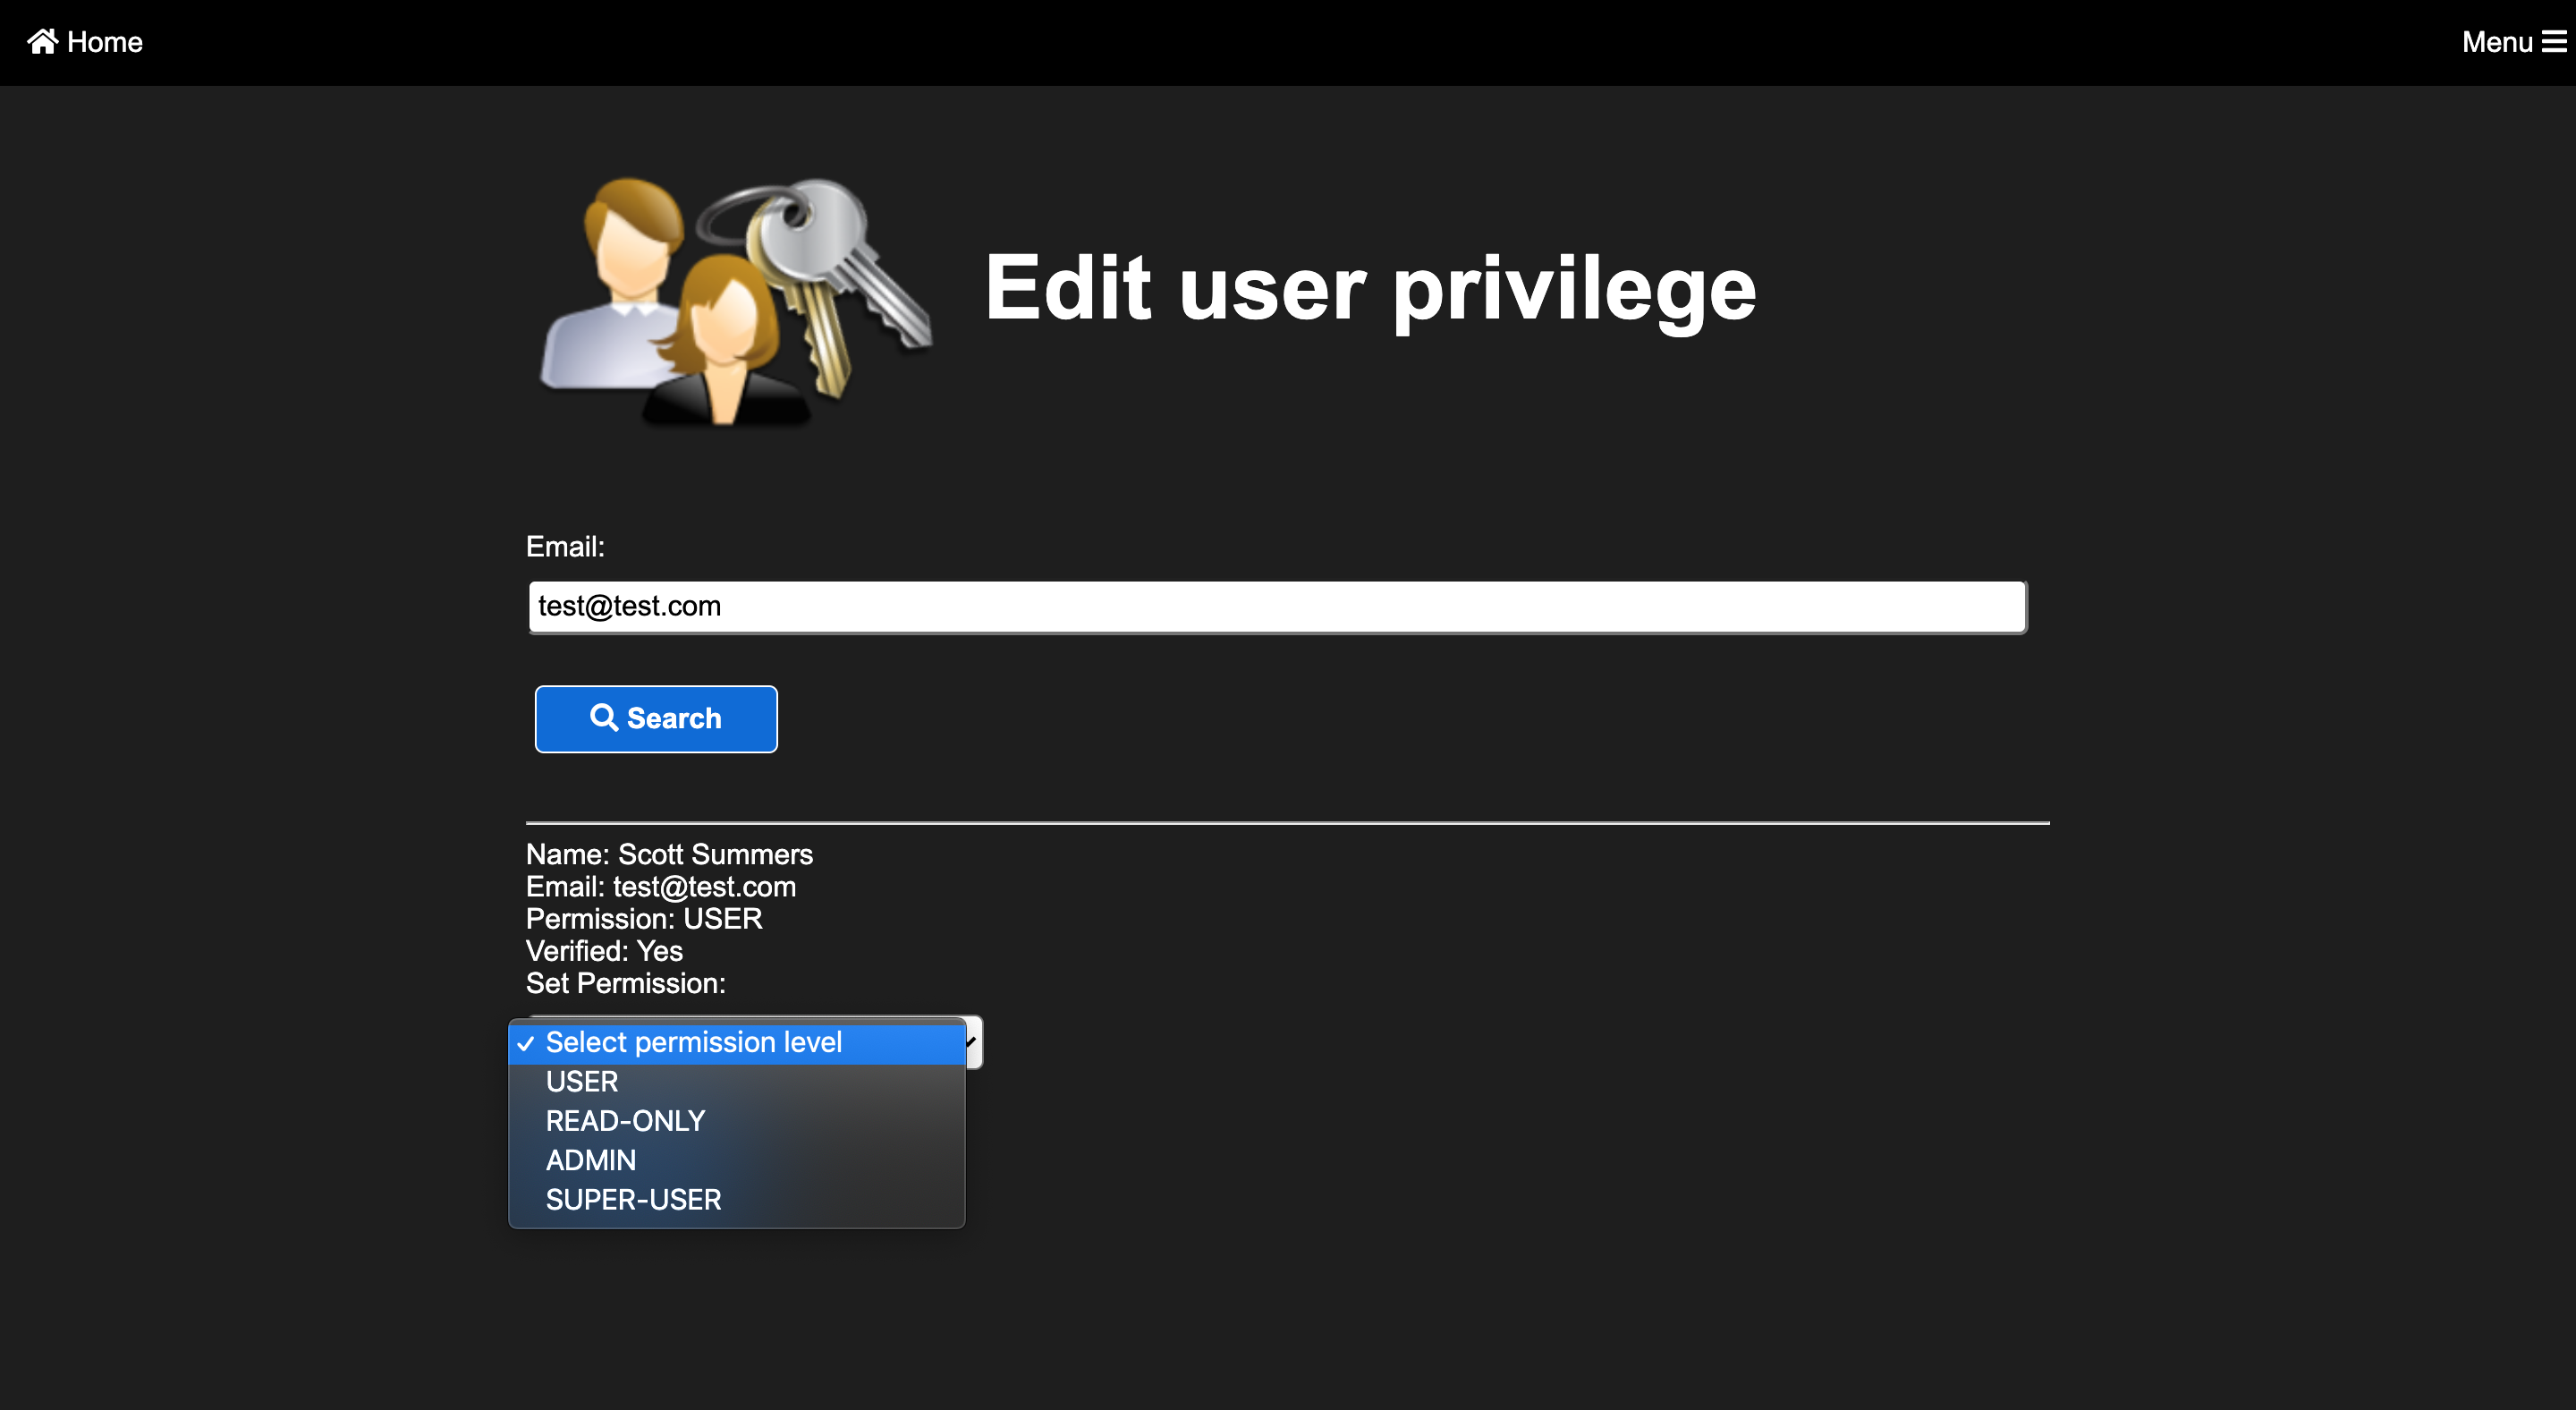 Home
Menu
Edit user privilege
Email:
test@test.com
Search
Name: Scott Summers
Email: test@test.com
Permission: USER
Verified: Yes
Set Permission:
Select permission level
USER
READ-ONLY
ADMIN
SUPER-USER